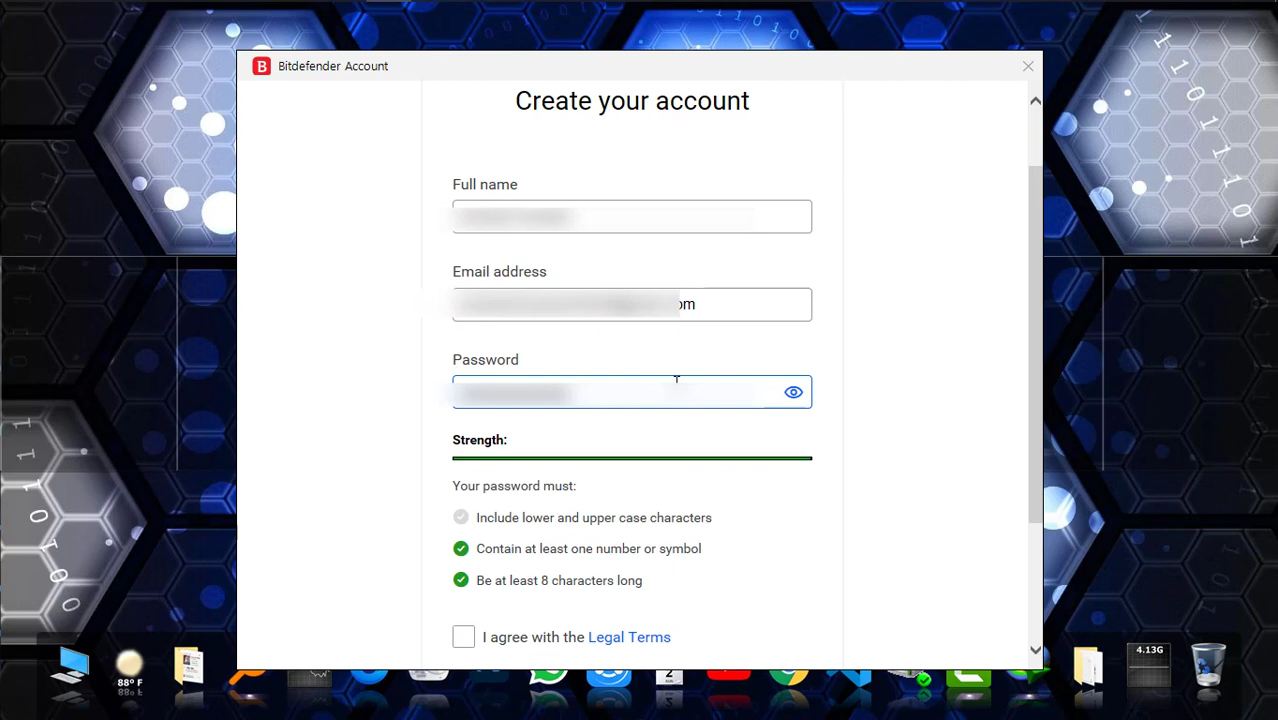 B Bitdefender Account
Create your account
Full name
Email address
om
Password
Strength:
Your password must:
Include lower and upper case characters
Contain at least one number or symbol
Be at least 8 characters long
I agree with the Legal Terms
88º F
2
4.13G